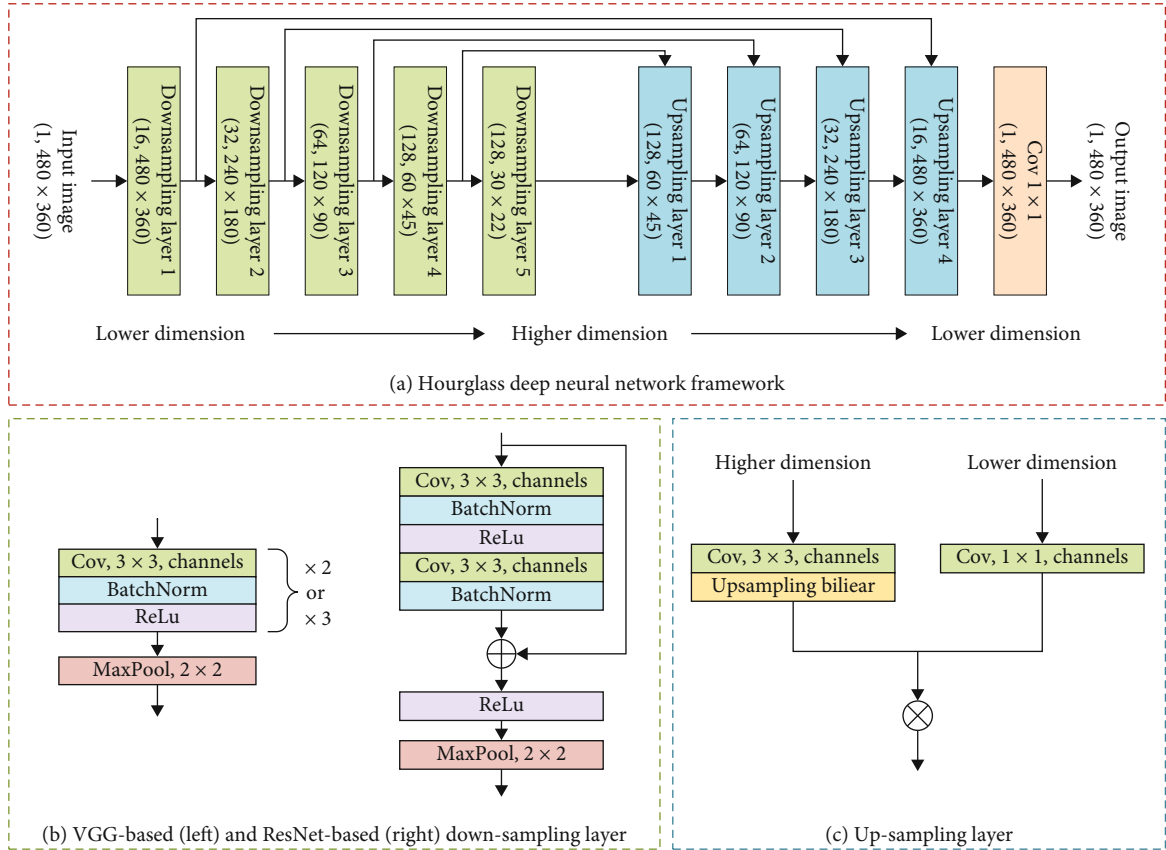 Input image
(1, 480 × 360)
Downsampling layer 1
(16, 480 × 360)
Downsampling layer 2
(32, 240 × 180)
Downsampling layer 3
(64, 120 × 90)
Downsampling layer 4
(128, 60 × 45)
Downsampling layer 5
(128, 30 × 22)
Upsampling layer 1
(128, 60 × 45)
Upsampling layer 2
(64, 120 × 90)
Upsampling layer 3
(32, 240 × 180)
Upsampling layer 4
(16, 480 × 360)
Cov 1 × 1
(1, 480 × 360)
Output image
(1, 480 × 360)
Lower dimension
Higher dimension
Lower dimension
(a) Hourglass deep neural network framework
Cov, 3 × 3, channels
BatchNorm
ReLu
× 2
or
× 3
MaxPool, 2 × 2
Cov, 3 × 3, channels
BatchNorm
ReLu
Cov, 3 × 3, channels
BatchNorm
ReLu
MaxPool, 2 × 2
(b) VGG-based (left) and ResNet-based (right) down-sampling layer
Higher dimension
Lower dimension
Cov, 3 × 3, channels
Upsampling biliear
Cov, 1 × 1, channels
(c) Up-sampling layer